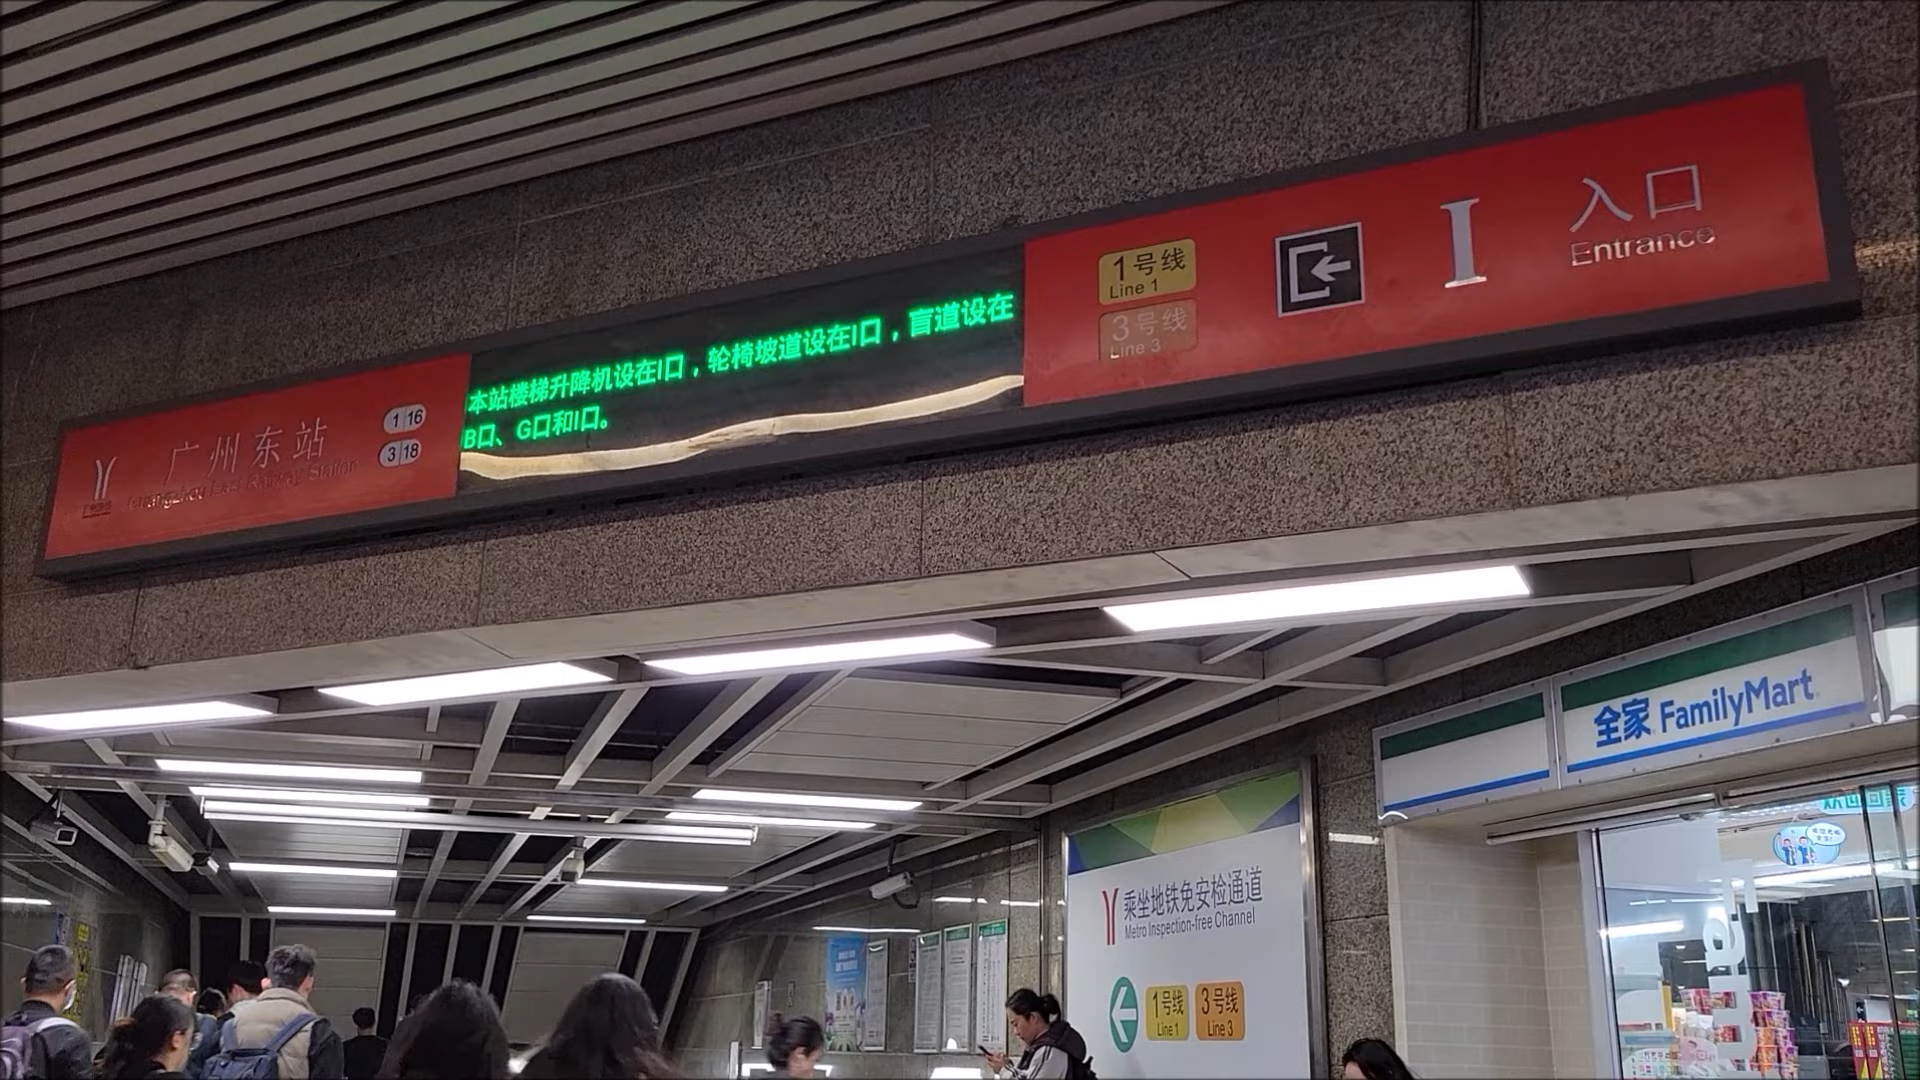 广州东站
Guangzhou East Railway Station
1 16
3 18
本站楼梯升降机设在I口，轮椅坡道设在I口，盲道设在
B口、G口和I口。
1号线
Line 1
3号线
Line 3
I
入口
Entrance
全家 FamilyMart
乘坐地铁免安检通道
Metro Inspection-free Channel
1号线
Line 1
3号线
Line 3